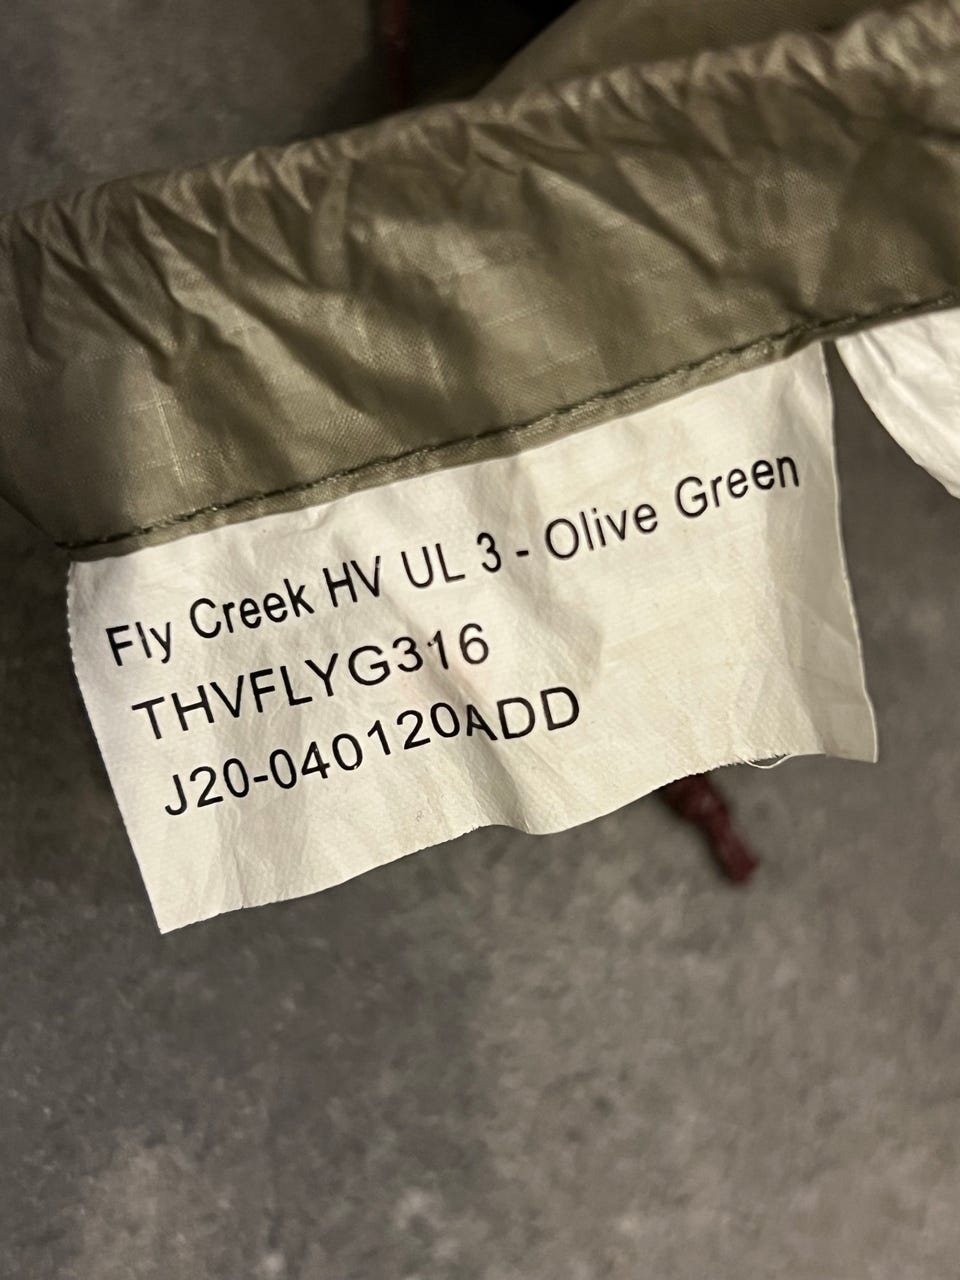 Fly Creek HV UL 3 - Olive Green
THVFLYG316
J20-040120ADD